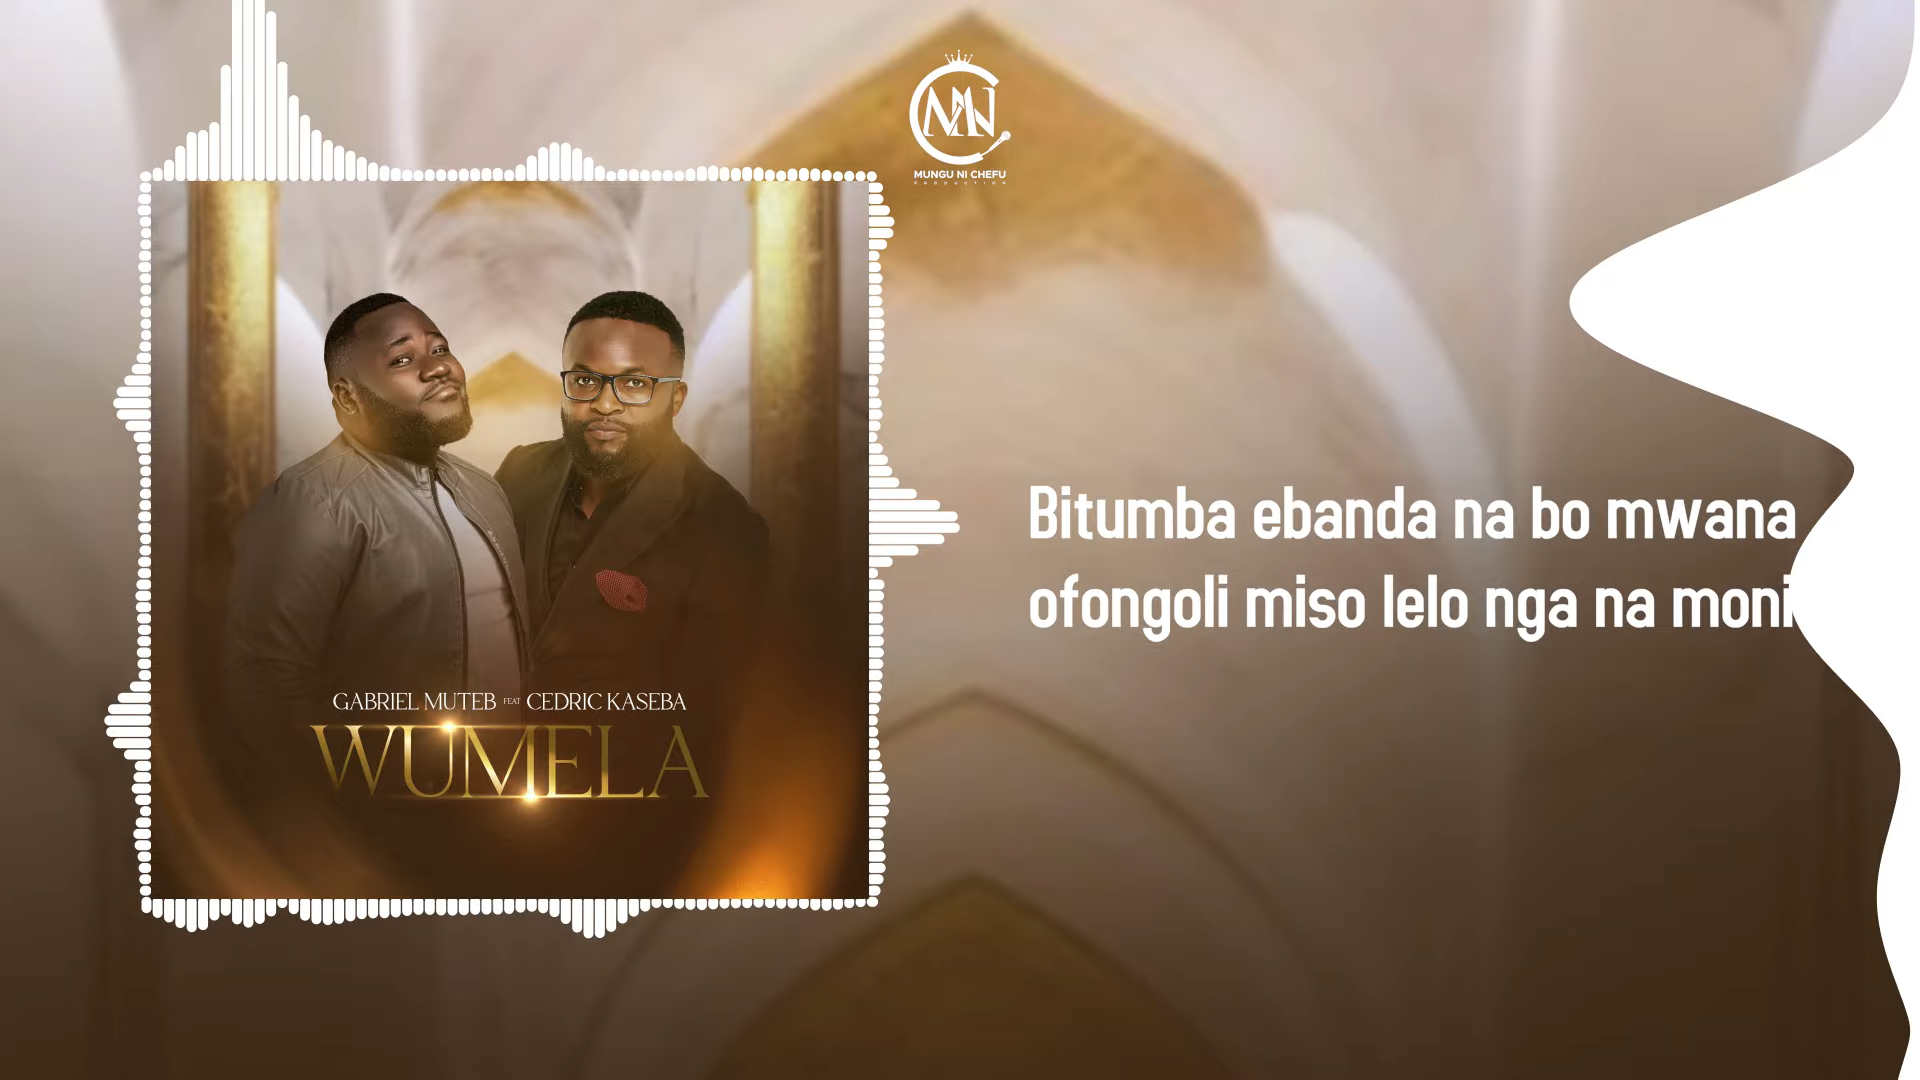 MUNGU NI CHEFU
PRODUCTION
GABRIEL MUTEB FEAT CEDRIC KASEBA
WUMELA
Bitumba ebanda na bo mwana
ofongoli miso lelo nga na moni